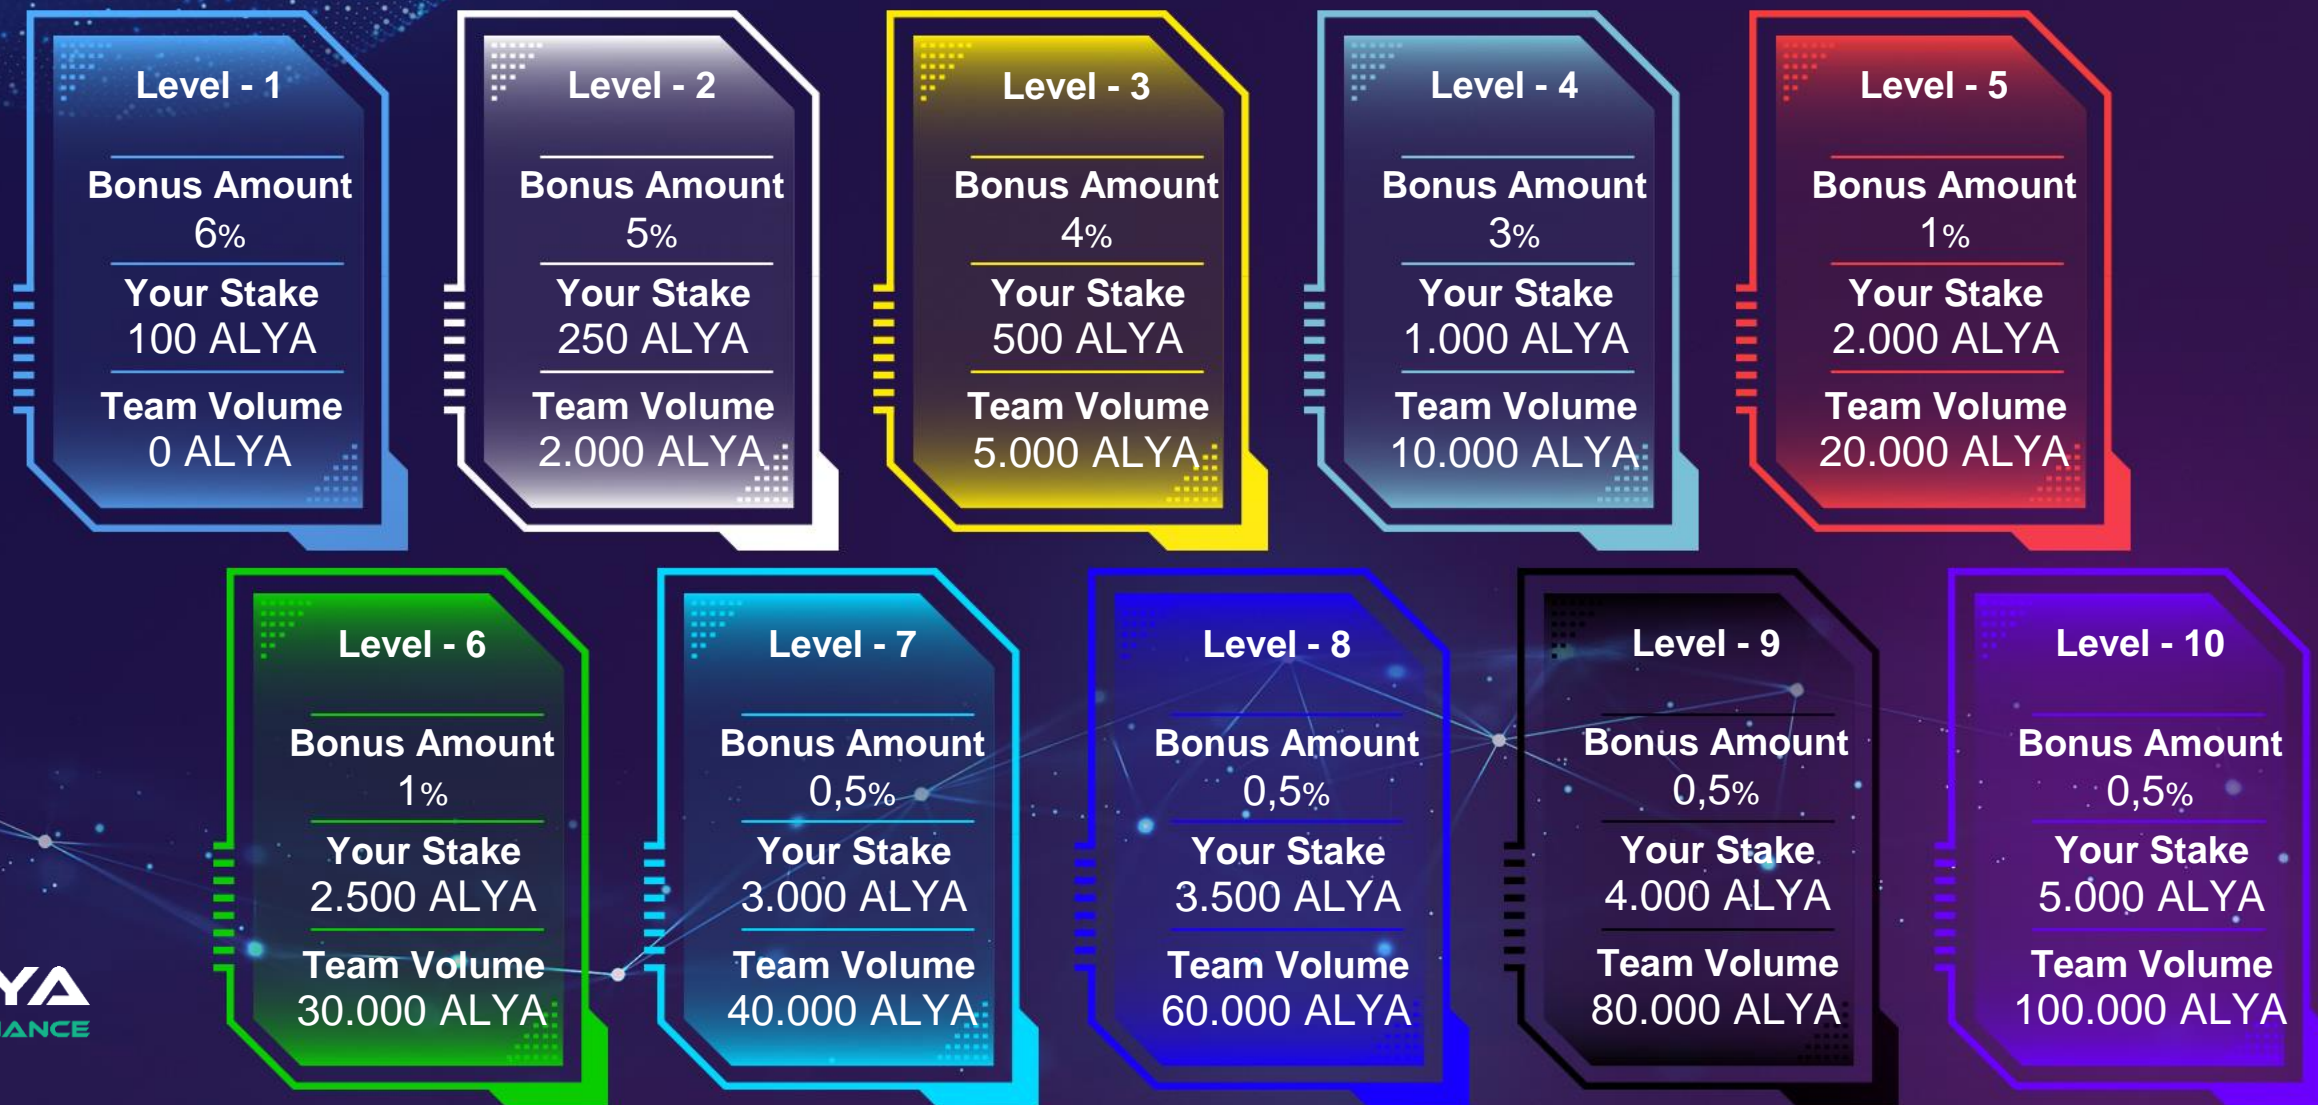 Level - 1
Bonus Amount
6%
Your Stake
100 ALYA
Team Volume
0 ALYA
Level - 2
Bonus Amount
5%
Your Stake
250 ALYA
Team Volume
2.000 ALYA
Level - 3
Bonus Amount
4%
Your Stake
500 ALYA
Team Volume
5.000 ALYA
Level - 4
Bonus Amount
3%
Your Stake
1.000 ALYA
Team Volume
10.000 ALYA
Level - 5
Bonus Amount
1%
Your Stake
2.000 ALYA
Team Volume
20.000 ALYA
Level - 6
Bonus Amount
1%
Your Stake
2.500 ALYA
Team Volume
30.000 ALYA
Level - 7
Bonus Amount
0,5%
Your Stake
3.000 ALYA
Team Volume
40.000 ALYA
Level - 8
Bonus Amount
0,5%
Your Stake
3.500 ALYA
Team Volume
60.000 ALYA
Level - 9
Bonus Amount
0,5%
Your Stake
4.000 ALYA
Team Volume
80.000 ALYA
Level - 10
Bonus Amount
0,5%
Your Stake
5.000 ALYA
Team Volume
100.000 ALYA
YA
ANCE